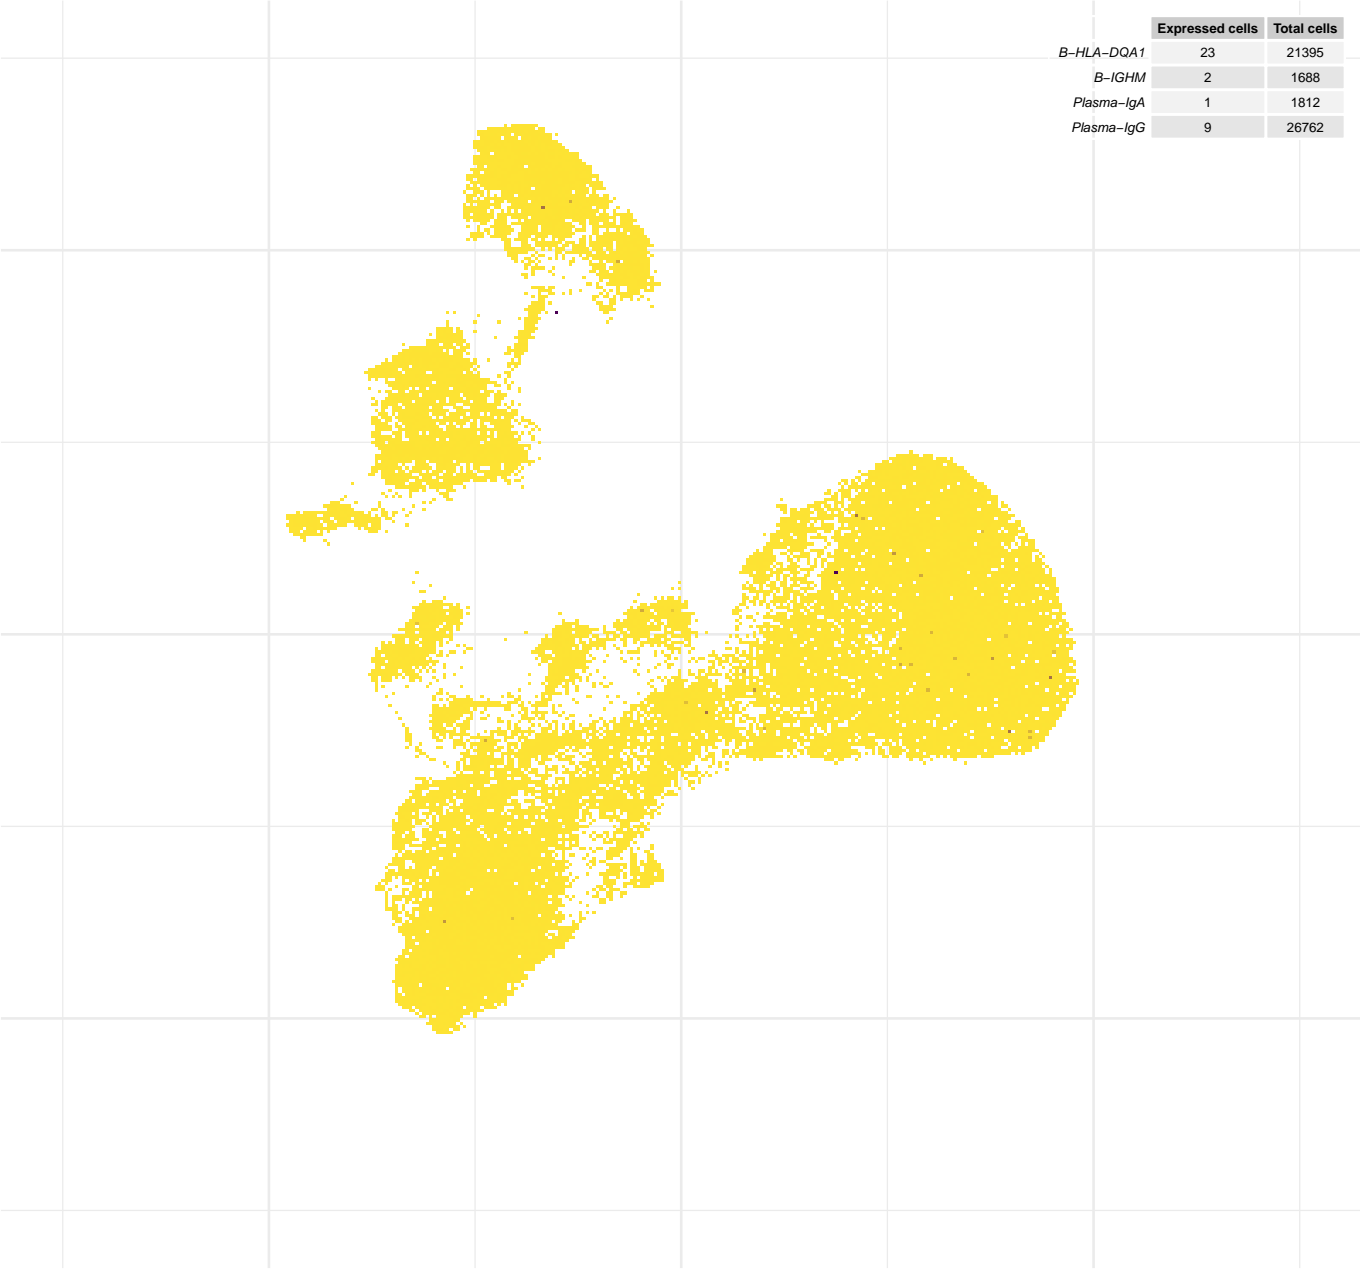 Expressed cells Total cells
B−HLA−DQA1 23 21395
B−IGHM 2 1688
Plasma−IgA 1 1812
Plasma−IgG 9 26762